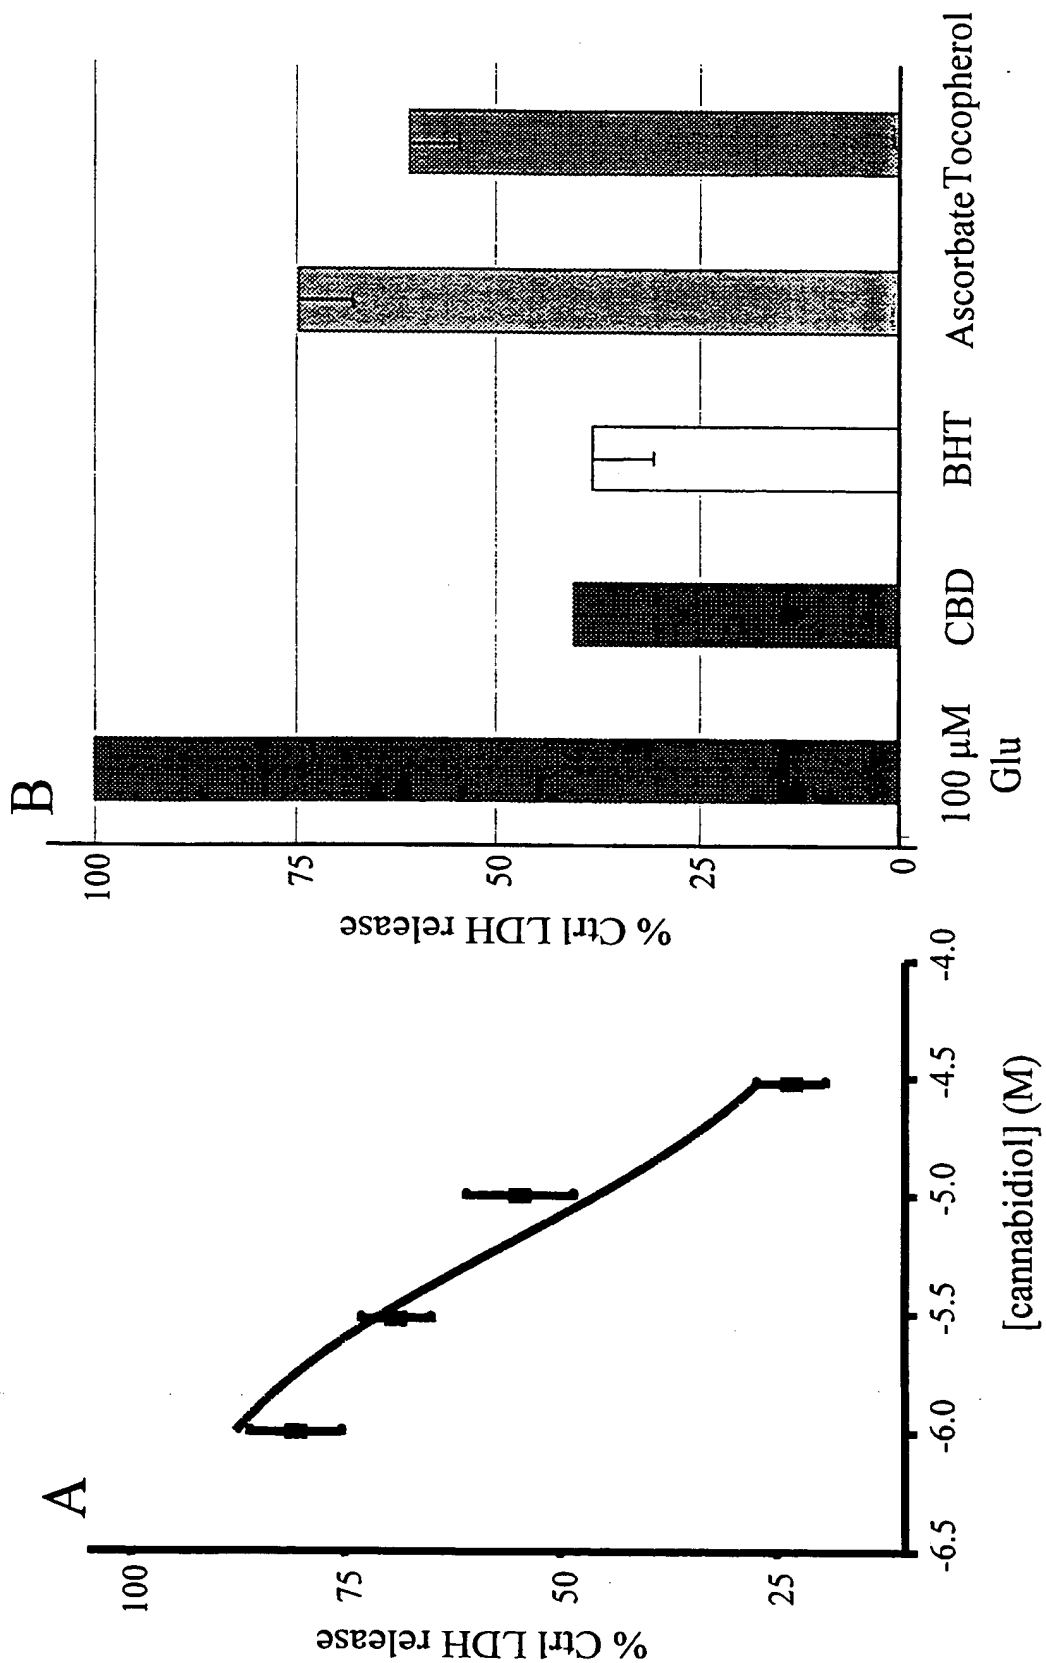 A
% Ctrl LDH release
100
75
50
25
-6.5
-6.0
-5.5
-5.0
-4.5
-4.0
[cannabidiol] (M)
B
% Ctrl LDH release
100
75
50
25
0
100 µM
Glu
CBD
BHT
Ascorbate
Tocopherol